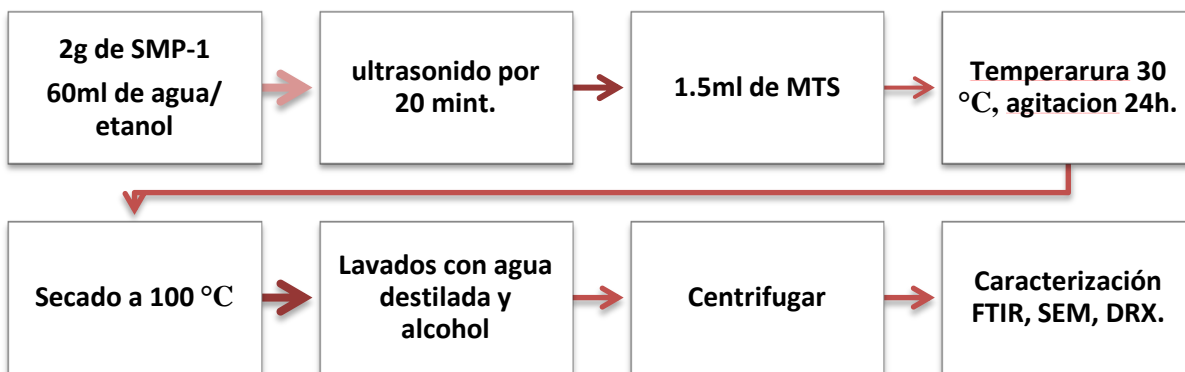 2g de SMP-1
60ml de agua/
etanol
ultrasonido por
20 mint.
1.5ml de MTS
Temperarura 30
°C, agitacion 24h.
Secado a 100 °C
Lavados con agua
destilada y
alcohol
Centrifugar
Caracterización
FTIR, SEM, DRX.